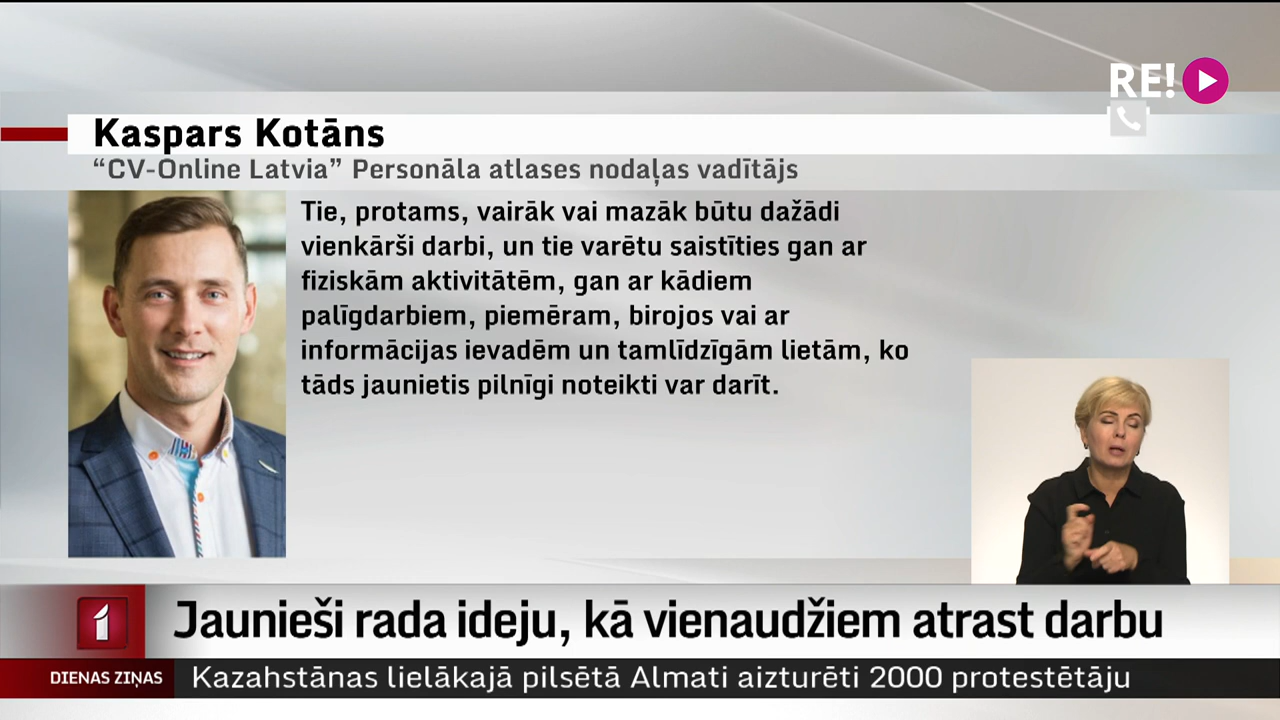 RE!
Kaspars Kotāns
“CV-Online Latvia” Personāla atlases nodaļas vadītājs
Tie, protams, vairāk vai mazāk būtu dažādi
vienkārši darbi, un tie varētu saistīties gan ar
fiziskām aktivitātēm, gan ar kādiem
palīgdarbiem, piemēram, birojos vai ar
informācijas ievadēm un tamlīdzīgām lietām, ko
tāds jaunietis pilnīgi noteikti var darīt.
1 Jaunieši rada ideju, kā vienaudžiem atrast darbu
DIENAS ZIŅAS Kazahstānas lielākajā pilsētā Almati aizturēti 2000 protestētāju